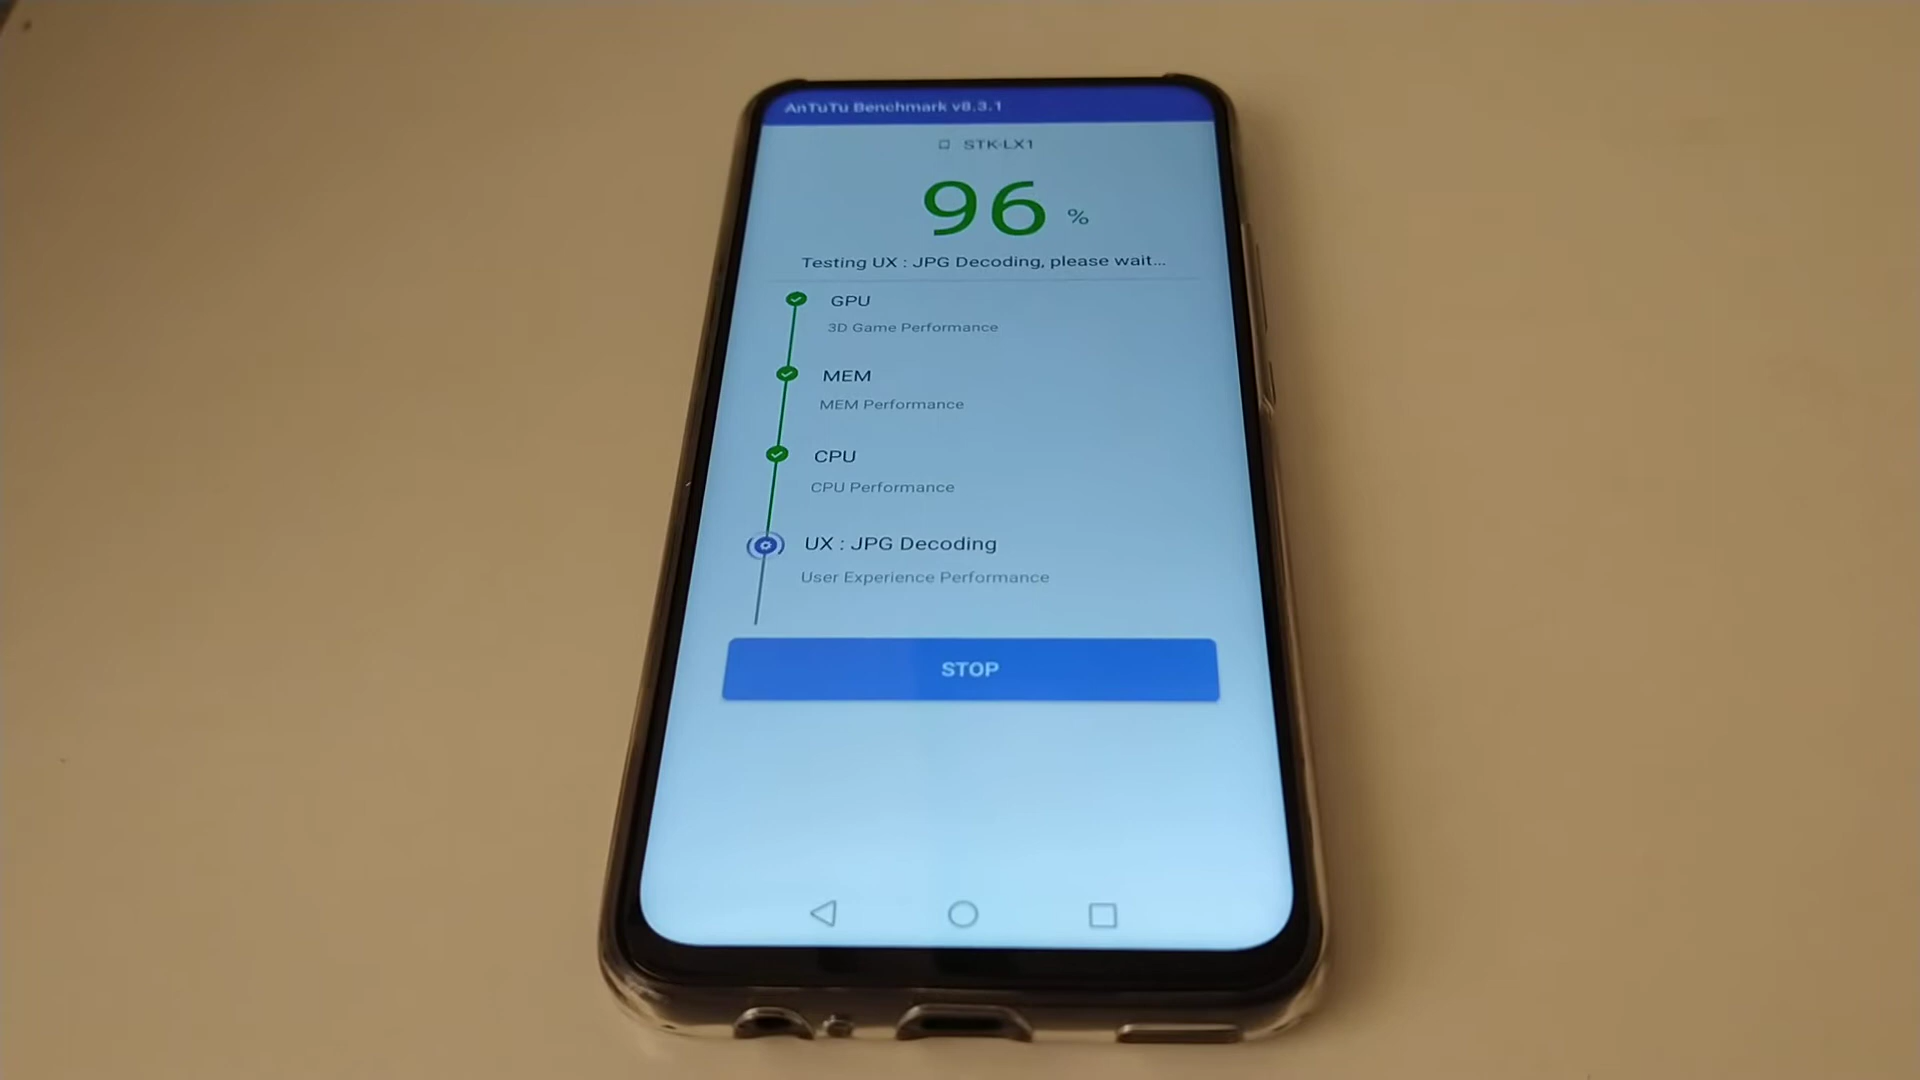 AnTuTu Benchmark v8.3.1
STK-LX1
96 %
Testing UX : JPG Decoding, please wait...
GPU
3D Game Performance
MEM
MEM Performance
CPU
CPU Performance
UX : JPG Decoding
User Experience Performance
STOP